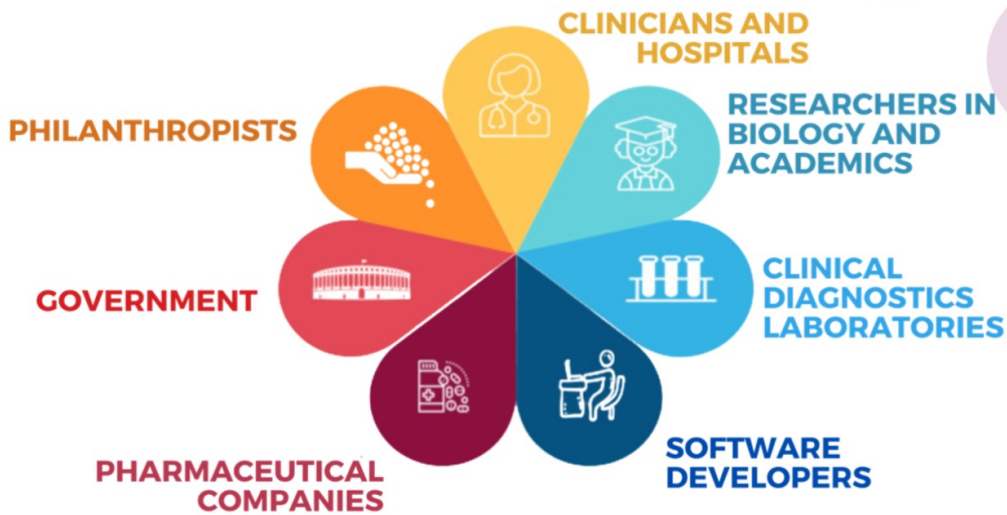 CLINICIANS AND
HOSPITALS
RESEARCHERS IN
BIOLOGY AND
ACADEMICS
CLINICAL
DIAGNOSTICS
LABORATORIES
SOFTWARE
DEVELOPERS
PHARMACEUTICAL
COMPANIES
GOVERNMENT
PHILANTHROPISTS